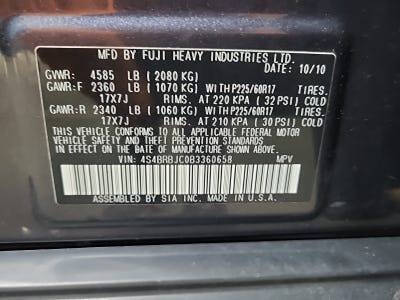 MFD BY FUJI HEAVY INDUSTRIES LTD.
DATE: 10/10
GVWR: 4585 LB ( 2080 KG)
GAWR:F 2360 LB ( 1070 KG) WITH P225/60R17 TIRES.
17X7J RIMS. AT 220 KPA ( 32 PSI) COLD
GAWR:R 2340 LB ( 1060 KG) WITH P225/60R17 TIRES.
17X7J RIMS. AT 210 KPA ( 30 PSI) COLD
THIS VEHICLE CONFORMS TO ALL APPLICABLE FEDERAL MOTOR
VEHICLE SAFETY STANDARDS IN EFFECT ON THE DATE OF
MANUFACTURE SHOWN ABOVE.
VIN: 4S4BRBJC0B3360658 MPV
ASSEMBLED BY SIA INC. MADE IN U.S.A.